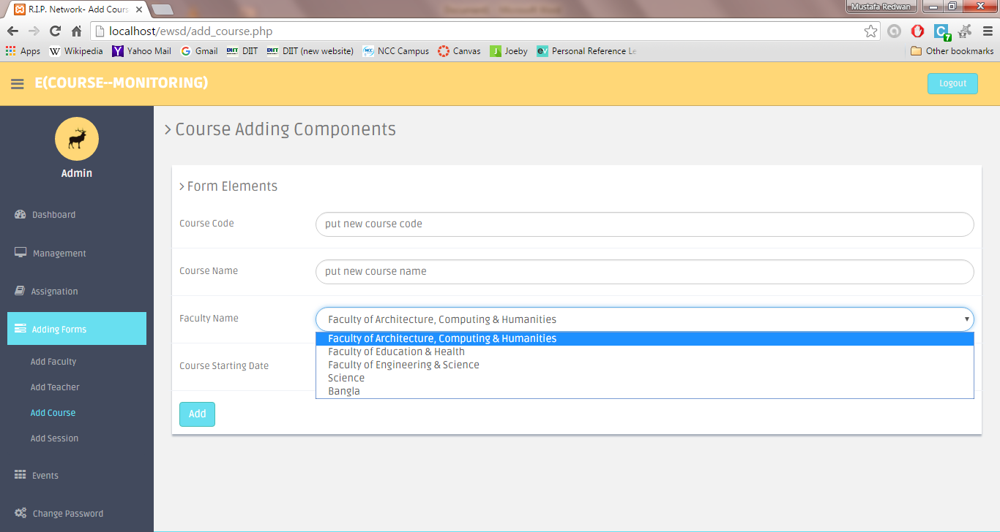 R.I.P. Network- Add Cours
Mustafa Redwan
localhost/ewsd/add_course.php
7
Apps Wikipedia Yahoo Mail Gmail DIIT DIIT (new website) NCC Campus Canvas Joeby Personal Reference Le Other bookmarks
E(COURSE--MONITORING)
Logout
Admin
Dashboard
Management
Assignation
Adding Forms
Add Faculty
Add Teacher
Add Course
Add Session
Events
Change Password
Course Adding Components
Form Elements
Course Code
put new course code
Course Name
put new course name
Faculty Name
Faculty of Architecture, Computing & Humanities
Faculty of Architecture, Computing & Humanities
Faculty of Education & Health
Faculty of Engineering & Science
Science
Bangla
Course Starting Date
Add